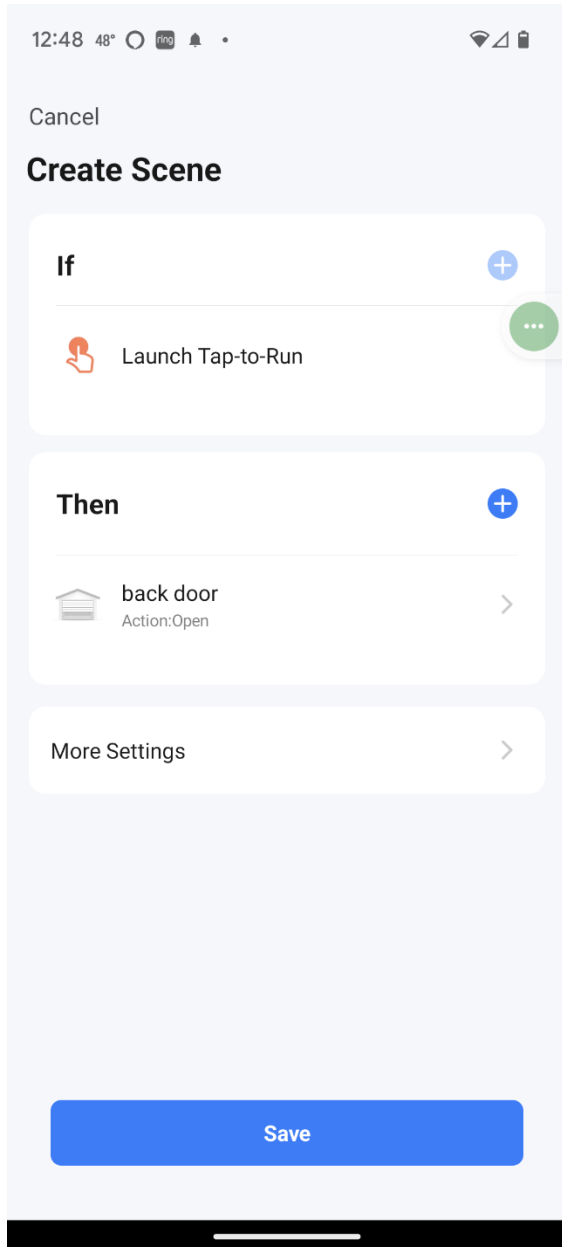 12:48 48° ring
Cancel
Create Scene
If
Launch Tap-to-Run
Then
back door
Action:Open
More Settings
Save